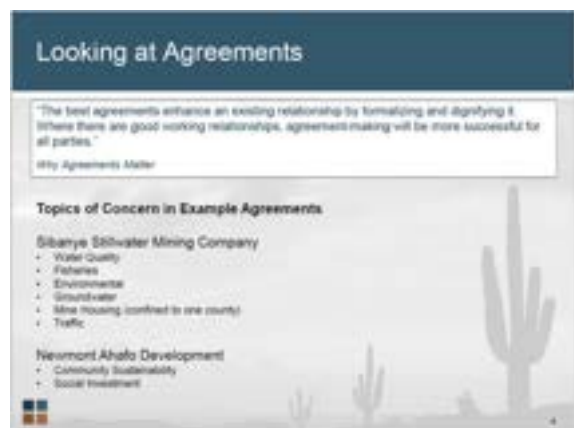 Looking at Agreements
"The best agreements enhance an existing relationship by formalizing and dignifying it.
Where there are good working relationships, agreement-making will be more successful for
all parties."
Why Agreements Matter
Topics of Concern in Example Agreements
Sibanye Stillwater Mining Company
• Water Quality
• Fisheries
• Environmental
• Groundwater
• Mine Housing (confined to one county)
• Traffic
Newmont Ahafo Development
• Community Sustainability
• Social Investment